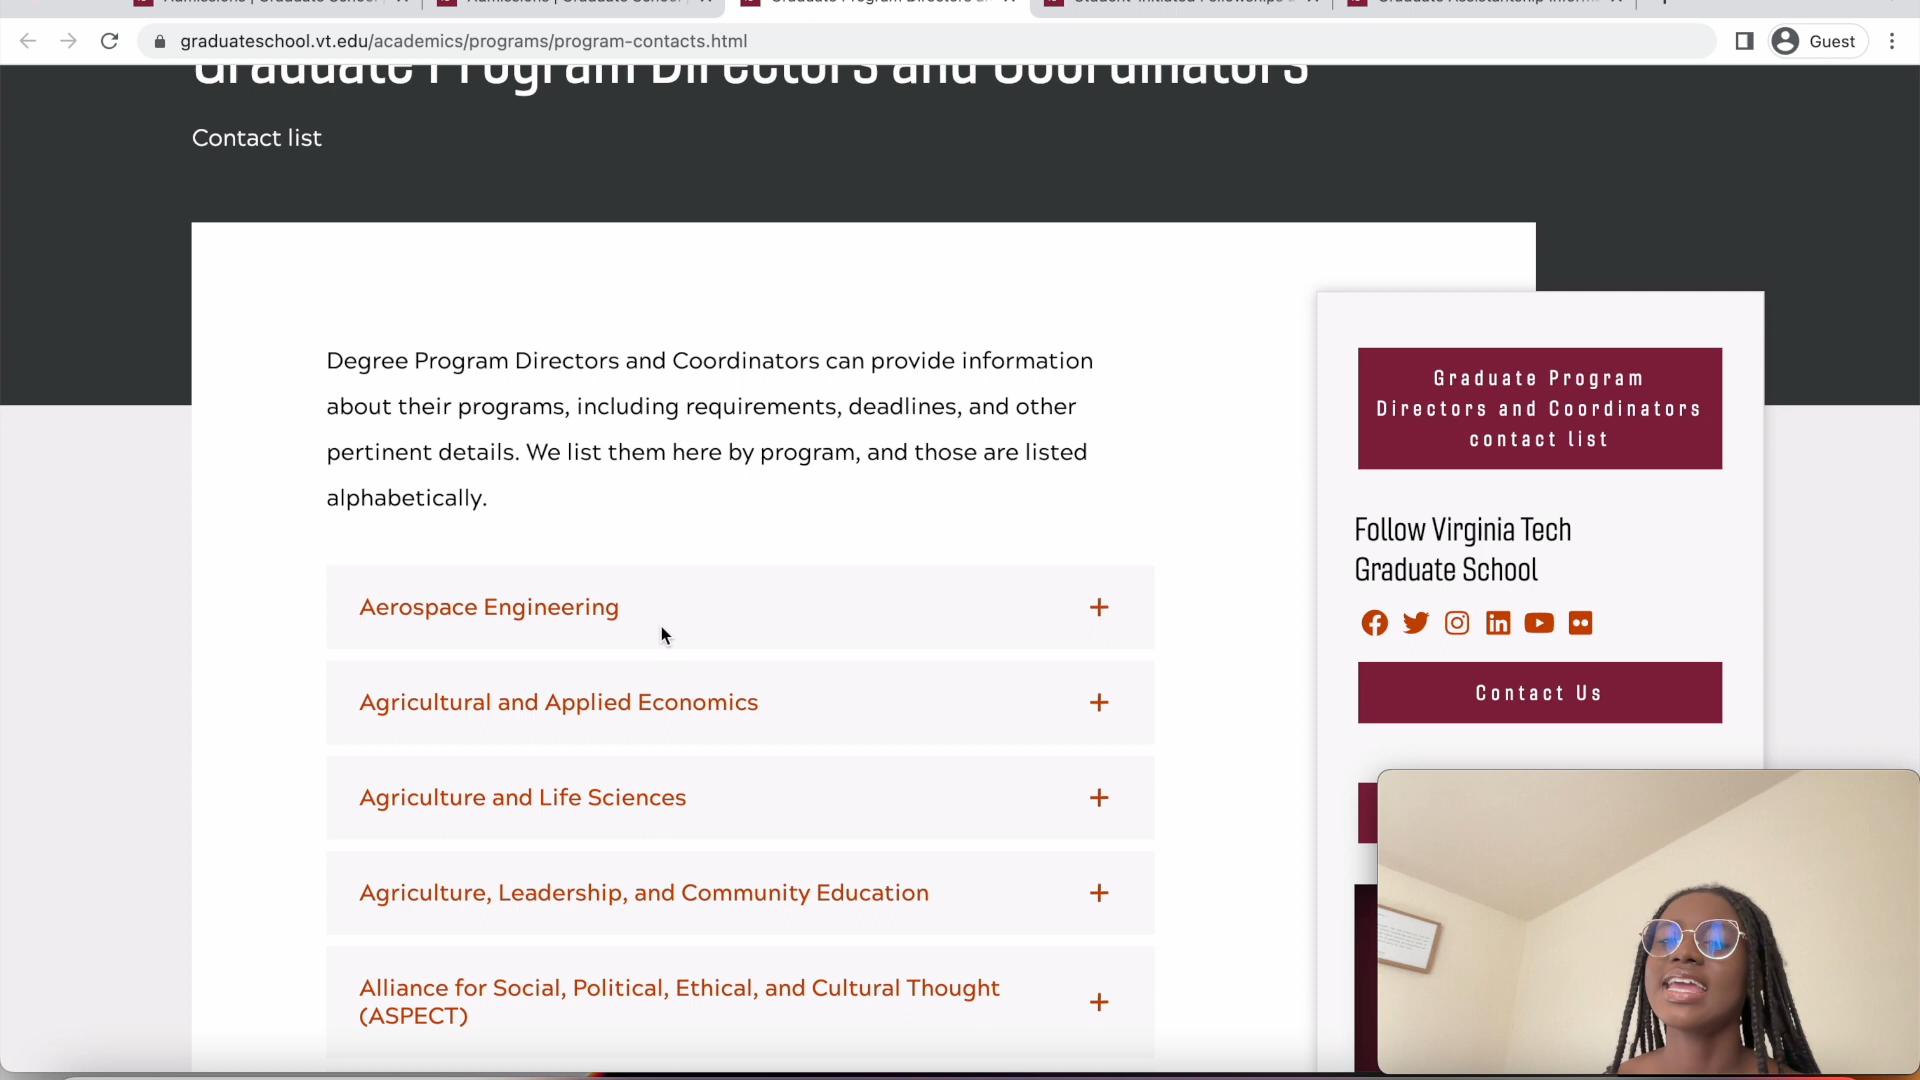 graduateschool.vt.edu/academics/programs/program-contacts.html
Guest
Graduate Program Directors and Coordinators
Contact list
Degree Program Directors and Coordinators can provide information
about their programs, including requirements, deadlines, and other
pertinent details. We list them here by program, and those are listed
alphabetically.
Aerospace Engineering
Agricultural and Applied Economics
Agriculture and Life Sciences
Agriculture, Leadership, and Community Education
Alliance for Social, Political, Ethical, and Cultural Thought
(ASPECT)
Graduate Program
Directors and Coordinators
contact list
Follow Virginia Tech
Graduate School
Contact Us